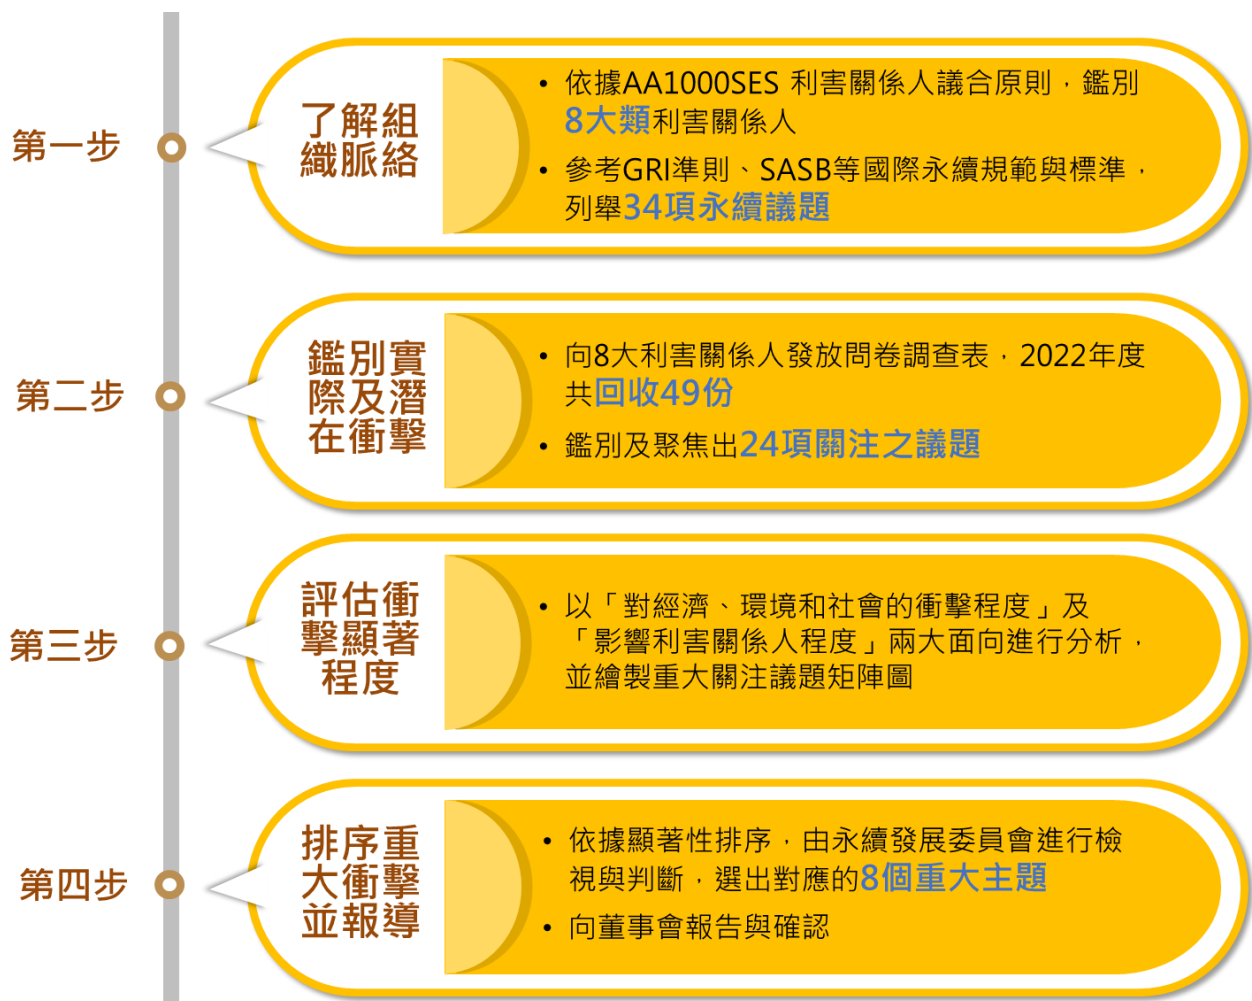 第一步
了解組
織脈絡
• 依據AA1000SES 利害關係人議合原則，鑑別
8大類利害關係人
• 參考GRI準則、SASB等國際永續規範與標準，
列舉34項永續議題
第二步
鑑別實
際及潛
在衝擊
• 向8大利害關係人發放問卷調查表，2022年度
共回收49份
• 鑑別及聚焦出24項關注之議題
第三步
評估衝
擊顯著
程度
• 以「對經濟、環境和社會的衝擊程度」及
「影響利害關係人程度」兩大面向進行分析，
並繪製重大關注議題矩陣圖
第四步
排序重
大衝擊
並報導
• 依據顯著性排序，由永續發展委員會進行檢
視與判斷，選出對應的8個重大主題
• 向董事會報告與確認